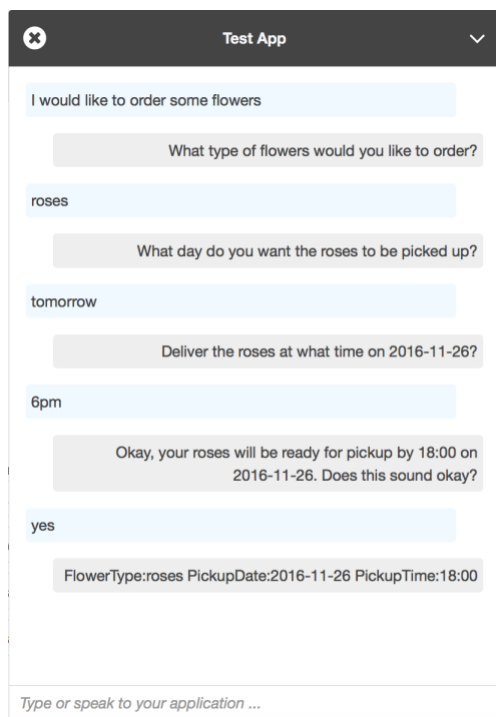 Test App
I would like to order some flowers
What type of flowers would you like to order?
roses
What day do you want the roses to be picked up?
tomorrow
Deliver the roses at what time on 2016-11-26?
6pm
Okay, your roses will be ready for pickup by 18:00 on
2016-11-26. Does this sound okay?
yes
FlowerType:roses PickupDate:2016-11-26 PickupTime:18:00
Type or speak to your application ...